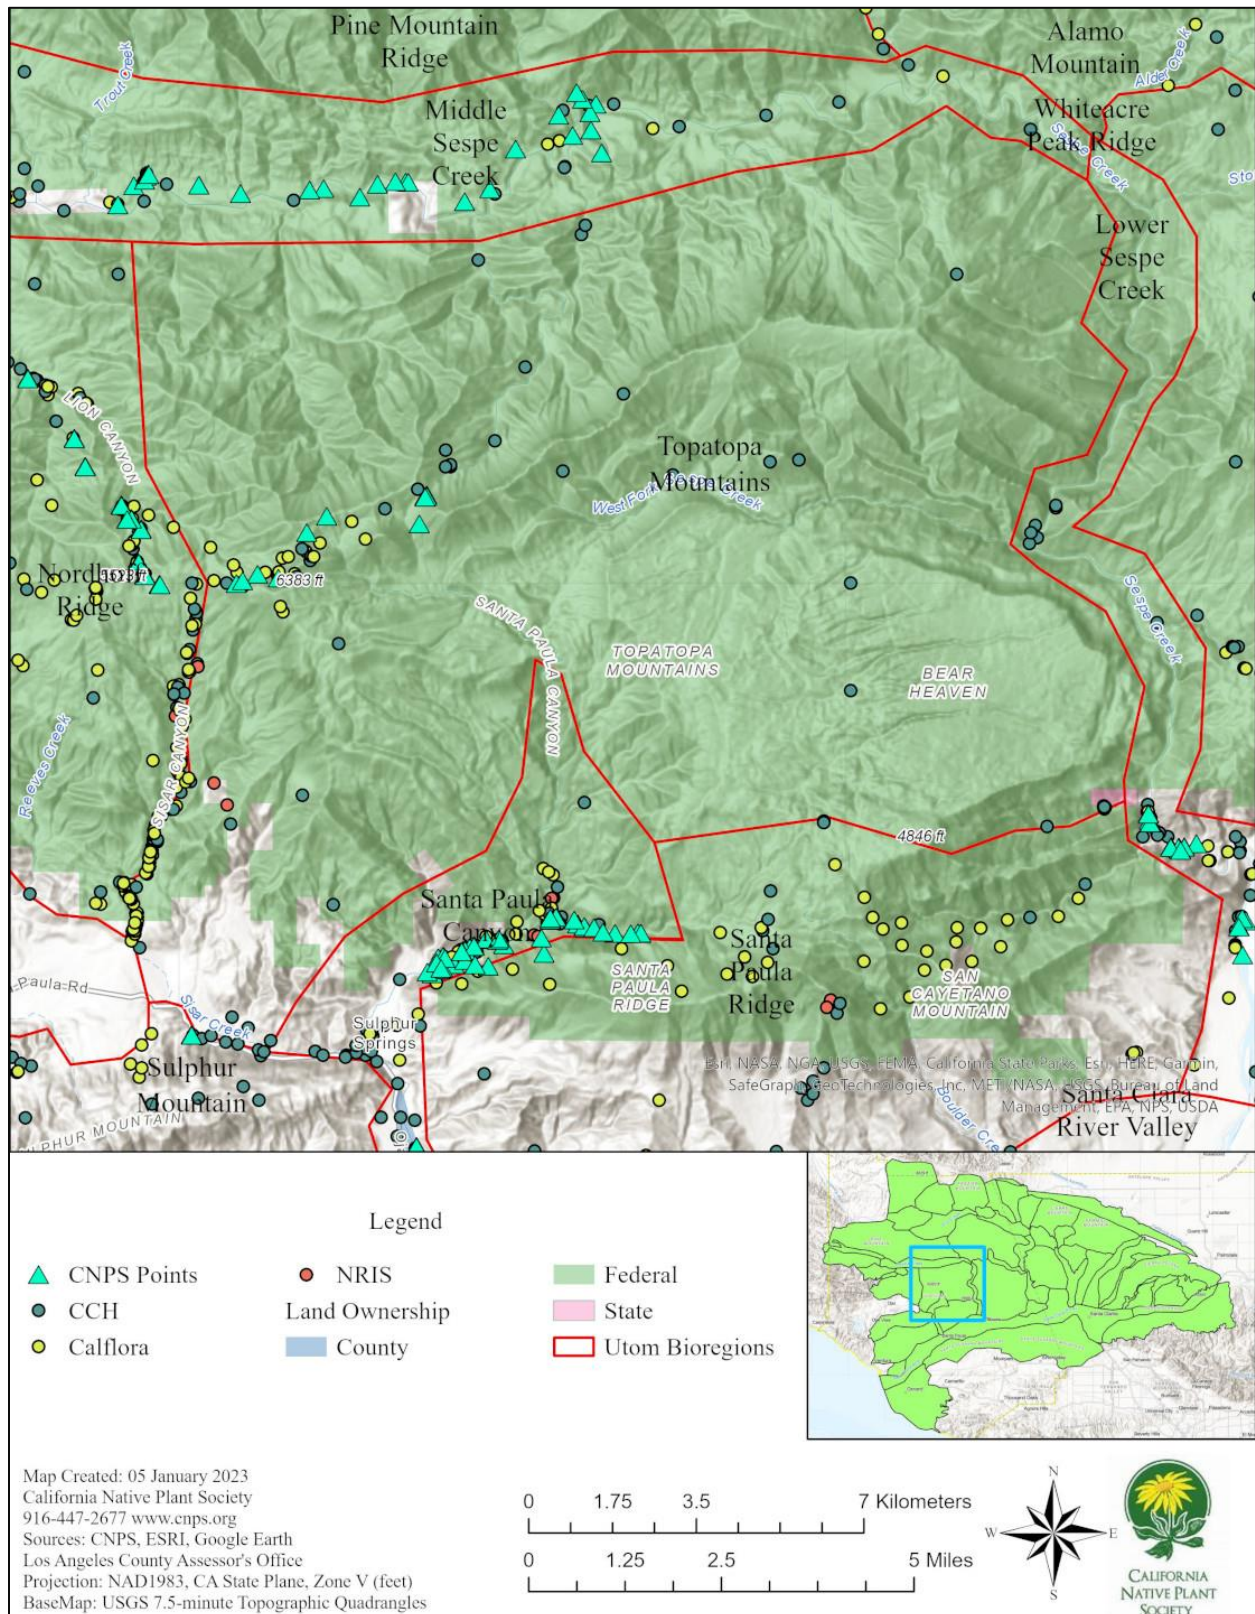 Pine Mountain
Ridge
Alamo
Mountain
Alder Creek
Trout Creek
Middle
Sespe
Creek
Whiteacre
Peak Ridge
Sespe Creek
Lower
Sespe
Creek
LION CANYON
Topatopa
Mountains
West Fork Sespe Creek
Nordhoff
Ridge
6383 ft
Sespe Creek
SANTA PAULA CANYON
TOPATOPA
MOUNTAINS
BEAR
HEAVEN
Reeves Creek
SISAR CANYON
4846 ft
Santa Paula
Canyon
Santa
Paula
Ridge
SANTA
PAULA
RIDGE
SAN
CAYETANO
MOUNTAIN
Paula Rd
Sisar Creek
Sulphur
Springs
Sulphur
Mountain
Esri, NASA, NGA, USGS, FEMA, California State Parks, Esri, HERE, Garmin,
SafeGraph, GeoTechnologies, Inc, METI/NASA, USGS, Bureau of Land
Management, EPA, NPS, USDA
Santa Clara
River Valley
Boulder Cre
Legend
CNPS Points
CCH
Calflora
NRIS
Land Ownership
County
Federal
State
Utom Bioregions
Map Created: 05 January 2023
California Native Plant Society
916-447-2677 www.cnps.org
Sources: CNPS, ESRI, Google Earth
Los Angeles County Assessor's Office
Projection: NAD1983, CA State Plane, Zone V (feet)
BaseMap: USGS 7.5-minute Topographic Quadrangles
0 1.75 3.5 7 Kilometers
0 1.25 2.5 5 Miles
N
W E
S
CALIFORNIA
NATIVE PLANT
SOCIETY